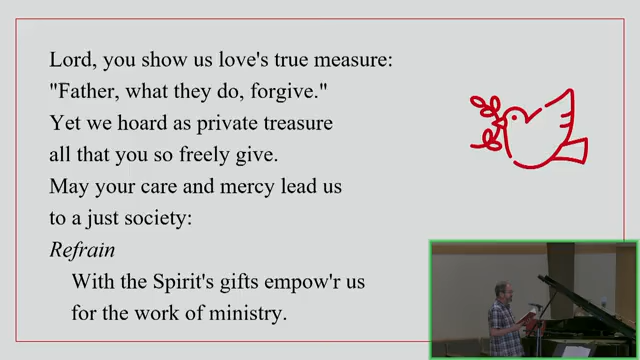 Lord, you show us love's true measure:
"Father, what they do, forgive."
Yet we hoard as private treasure
all that you so freely give.
May your care and mercy lead us
to a just society:
Refrain
With the Spirit's gifts empow'r us
for the work of ministry.